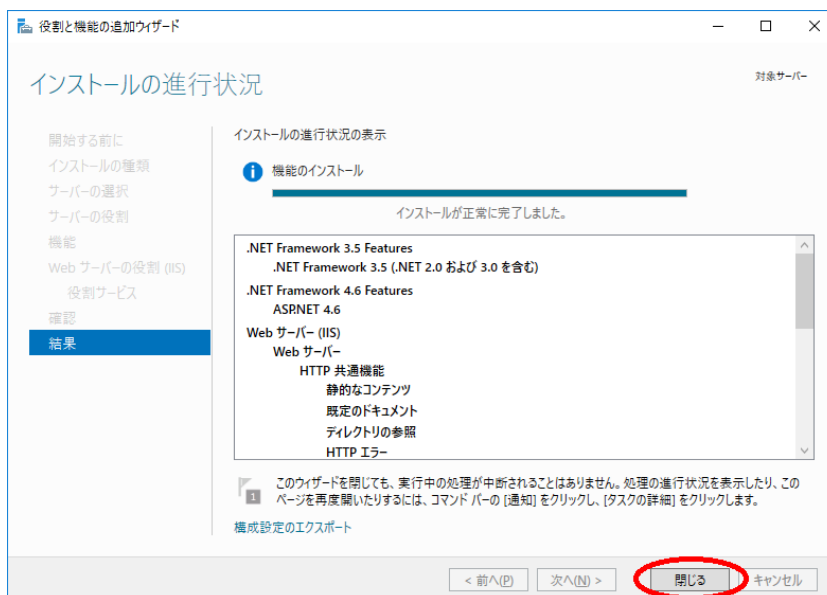 役割と機能の追加ウィザード
インストールの進行状況
対象サーバー
開始する前に
インストールの種類
サーバーの選択
サーバーの役割
機能
Web サーバーの役割 (IIS)
役割サービス
確認
結果
インストールの進行状況の表示
機能のインストール
インストールが正常に完了しました。
.NET Framework 3.5 Features
.NET Framework 3.5 (.NET 2.0 および 3.0 を含む)
.NET Framework 4.6 Features
ASP.NET 4.6
Web サーバー (IIS)
Web サーバー
HTTP 共通機能
静的なコンテンツ
既定のドキュメント
ディレクトリの参照
HTTP エラー
1
このウィザードを閉じても、実行中の処理が中断されることはありません。処理の進行状況を表示したり、この
ページを再度開いたりするには、コマンド バーの [通知] をクリックし、[タスクの詳細] をクリックします。
構成設定のエクスポート
< 前へ(P)
次へ(N) >
閉じる
キャンセル